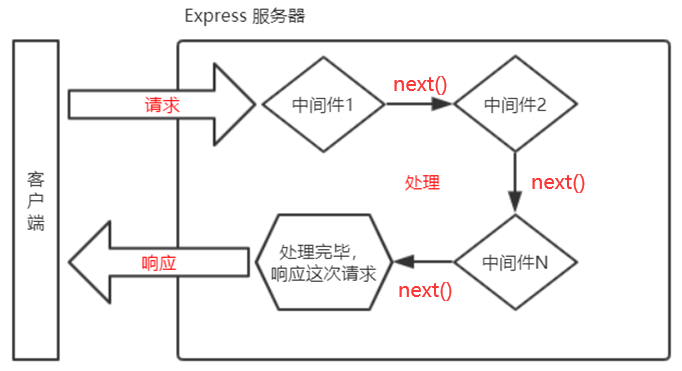 Express 服务器
请求
中间件1
next()
中间件2
客
户
端
处理
next()
响应
处理完毕，
响应这次请求
next()
中间件N